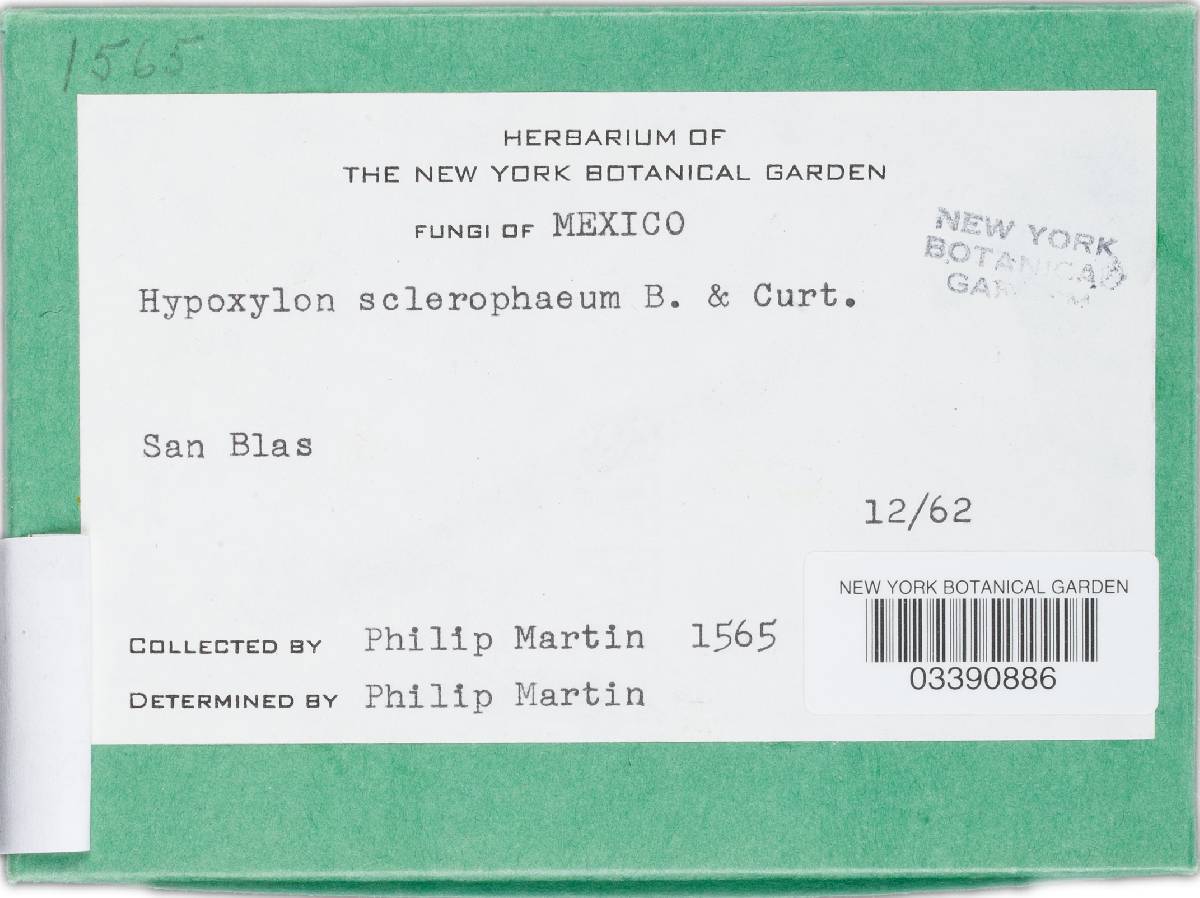 1565
HERBARIUM OF
THE NEW YORK BOTANICAL GARDEN
FUNGI OF MEXICO
NEW YORK
BOTANICAL
GARDEN
Hypoxylon sclerophaeum B. & Curt.
San Blas
12/62
NEW YORK BOTANICAL GARDEN
03390886
COLLECTED BY Philip Martin 1565
DETERMINED BY Philip Martin